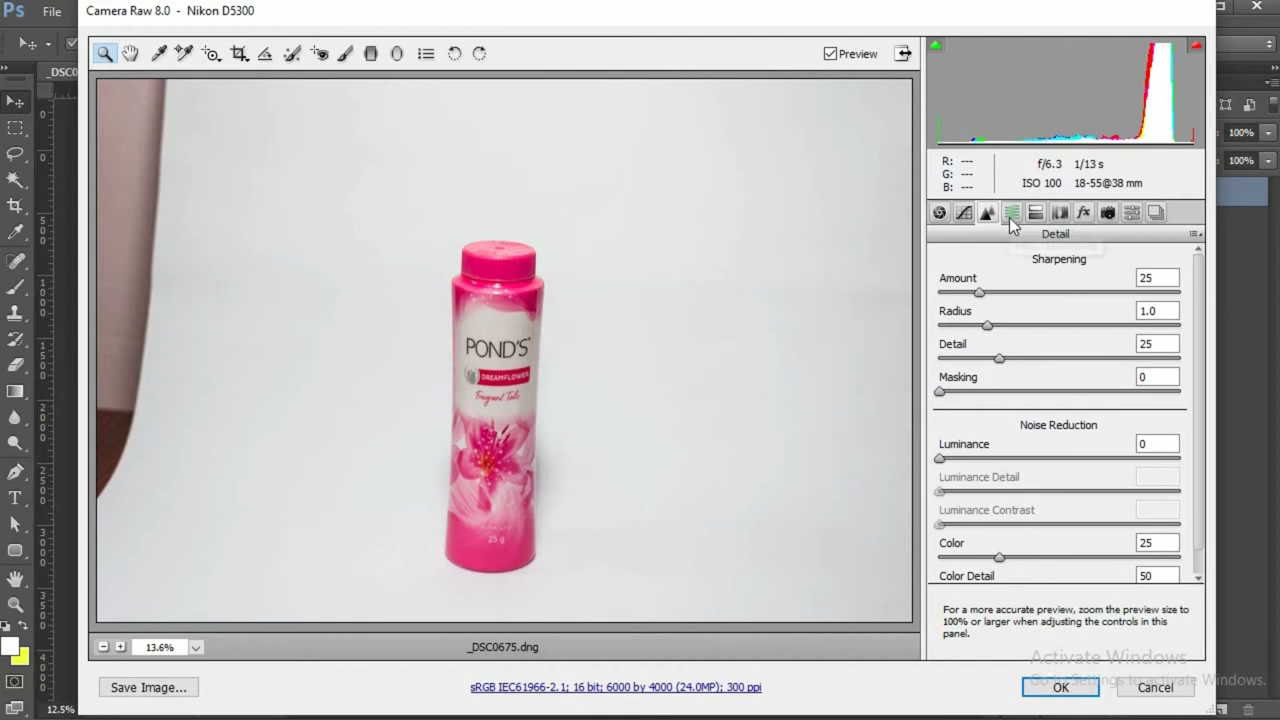 Camera Raw 8.0 - Nikon D5300
Ps File
Preview
_DSC0
R: --- f/6.3 1/13 s
G: ---
B: --- ISO 100 18-55@38 mm
100%
100%
Detail
Sharpening
Amount 25
Radius 1.0
Detail 25
Masking 0
Noise Reduction
Luminance 0
Luminance Detail
Luminance Contrast
Color 25
Color Detail 50
For a more accurate preview, zoom the preview size to
100% or larger when adjusting the controls in this
panel.
POND'S
DREAMFLOWER
Fragrant Talc
25 g
13.6%
_DSC0675.dng
Activate Windows
Go to Settings to activate Windows.
Save Image...
sRGB IEC61966-2.1; 16 bit; 6000 by 4000 (24.0MP); 300 ppi
OK
Cancel
12.5%